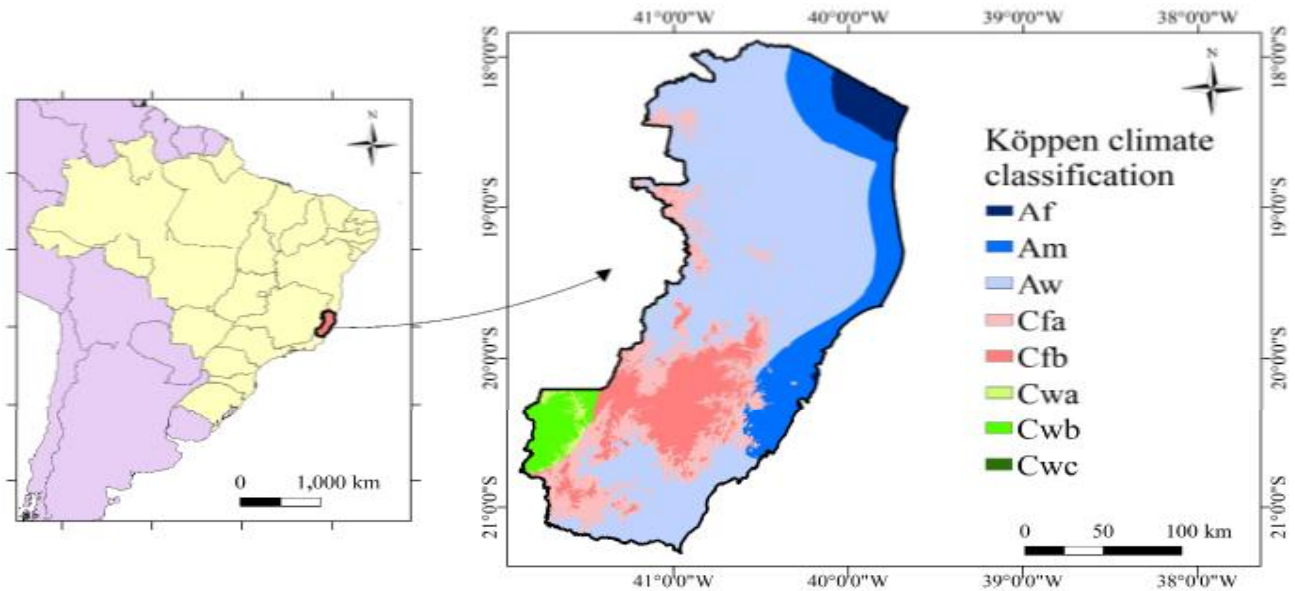 N
0 1,000 km
41°0'0"W 40°0'0"W 39°0'0"W 38°0'0"W
18°0'0"S
19°0'0"S
20°0'0"S
21°0'0"S
N
18°0'0"S
19°0'0"S
20°0'0"S
21°0'0"S
Köppen climate
classification
Af
Am
Aw
Cfa
Cfb
Cwa
Cwb
Cwc
0 50 100 km
41°0'0"W 40°0'0"W 39°0'0"W 38°0'0"W